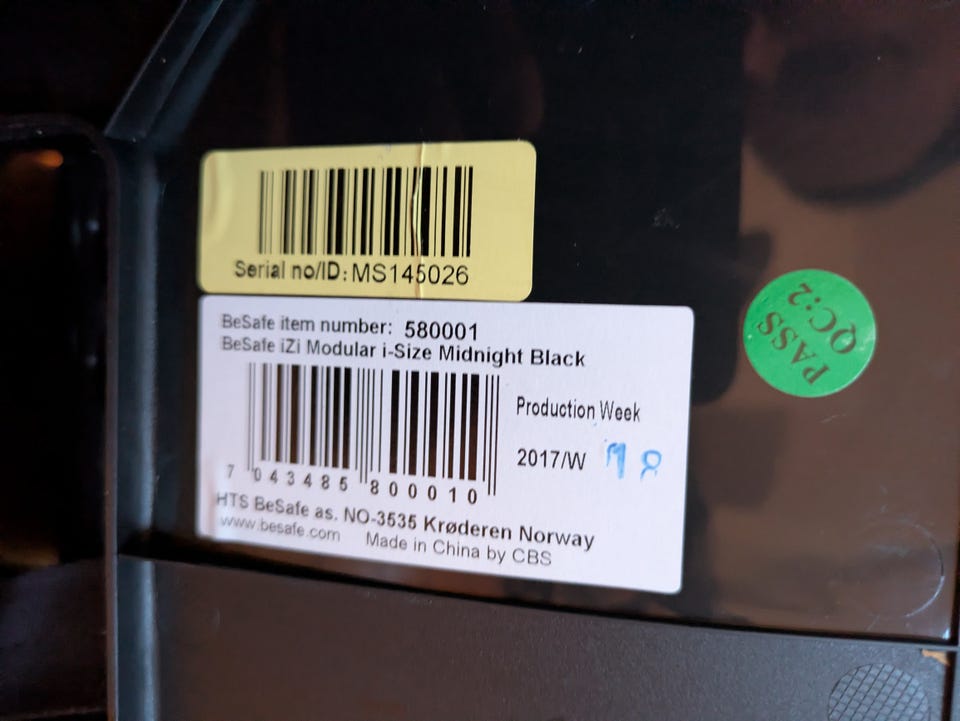 Serial no/ID: MS145026
BeSafe item number: 580001
BeSafe iZi Modular i-Size Midnight Black
Production Week
2017/W 18
7 043485 800010
HTS BeSafe as. NO-3535 Krøderen Norway
www.besafe.com Made in China by CBS
PASS
QC:2